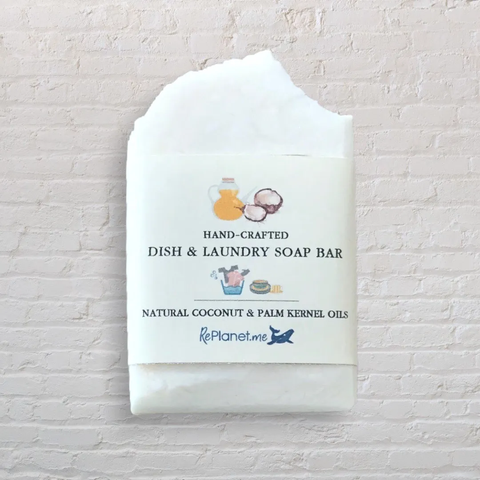 HAND-CRAFTED
DISH & LAUNDRY SOAP BAR
NATURAL COCONUT & PALM KERNEL OILS
RePlanet.me